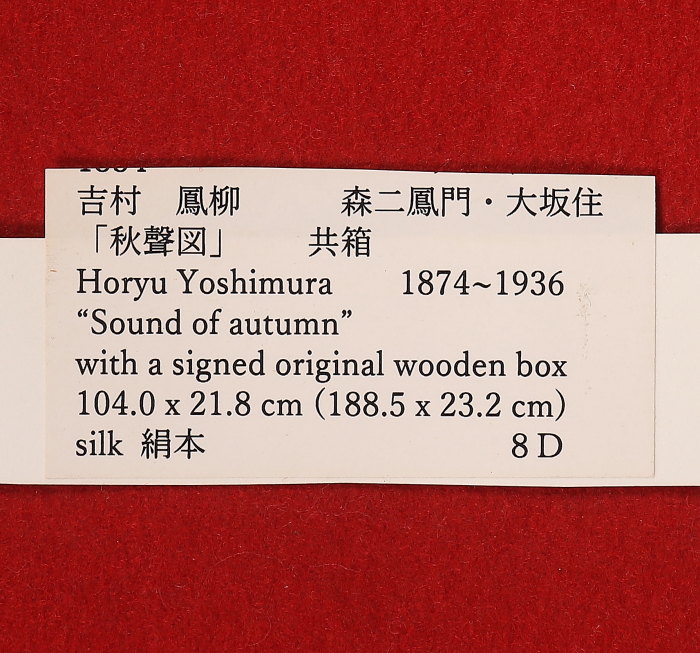 吉村　鳳柳　　　森二鳳門・大坂住
「秋聲図」　　共箱
Horyu Yoshimura　1874~1936
“Sound of autumn”
with a signed original wooden box
104.0 x 21.8 cm (188.5 x 23.2 cm)
silk 絹本　8 D